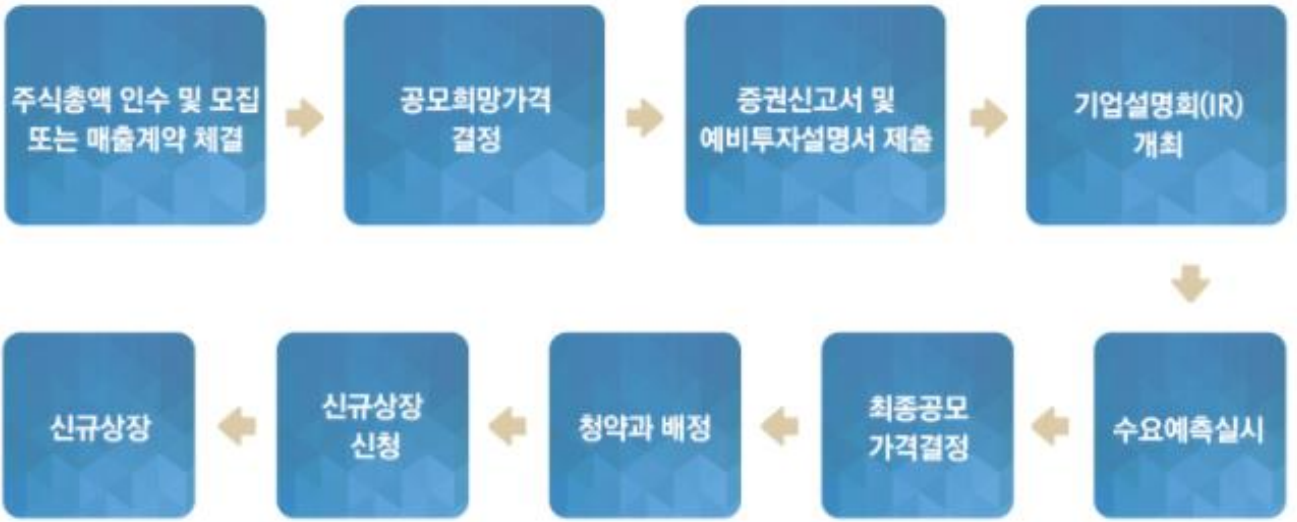 주식총액 인수 및 모집
또는 매출계약 체결
공모희망가격
결정
증권신고서 및
예비투자설명서 제출
기업설명회(IR)
개최
수요예측실시
최종공모
가격결정
청약과 배정
신규상장
신청
신규상장